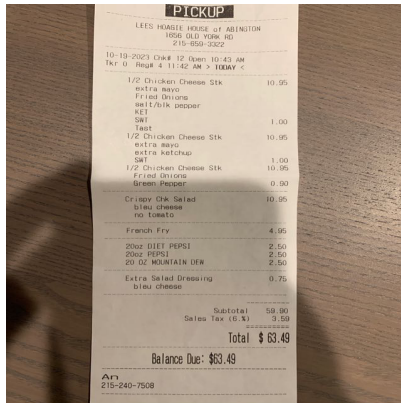 PICKUP
LEES HOAGIE HOUSE of ABINGTON
1656 OLD YORK RD
215-659-3322
10-19-2023 Chk# 12 Open 10:43 AM
Tkr 0 Reg# 4 11:42 AM > TODAY <
1/2 Chicken Cheese Stk 10.95
extra mayo
Fried Onions
salt/blk pepper
KET
SWT 1.00
Tast
1/2 Chicken Cheese Stk 10.95
extra mayo
extra ketchup
SWT 1.00
1/2 Chicken Cheese Stk 10.95
Fried Onions
Green Pepper 0.90
Crispy Chk Salad 10.95
bleu cheese
no tomato
French Fry 4.95
20oz DIET PEPSI 2.50
20oz PEPSI 2.50
20 OZ MOUNTAIN DEW 2.50
Extra Salad Dressing 0.75
bleu cheese
Subtotal 59.90
Sales Tax (6.%) 3.59
Total $ 63.49
Balance Due: $63.49
An
215-240-7508